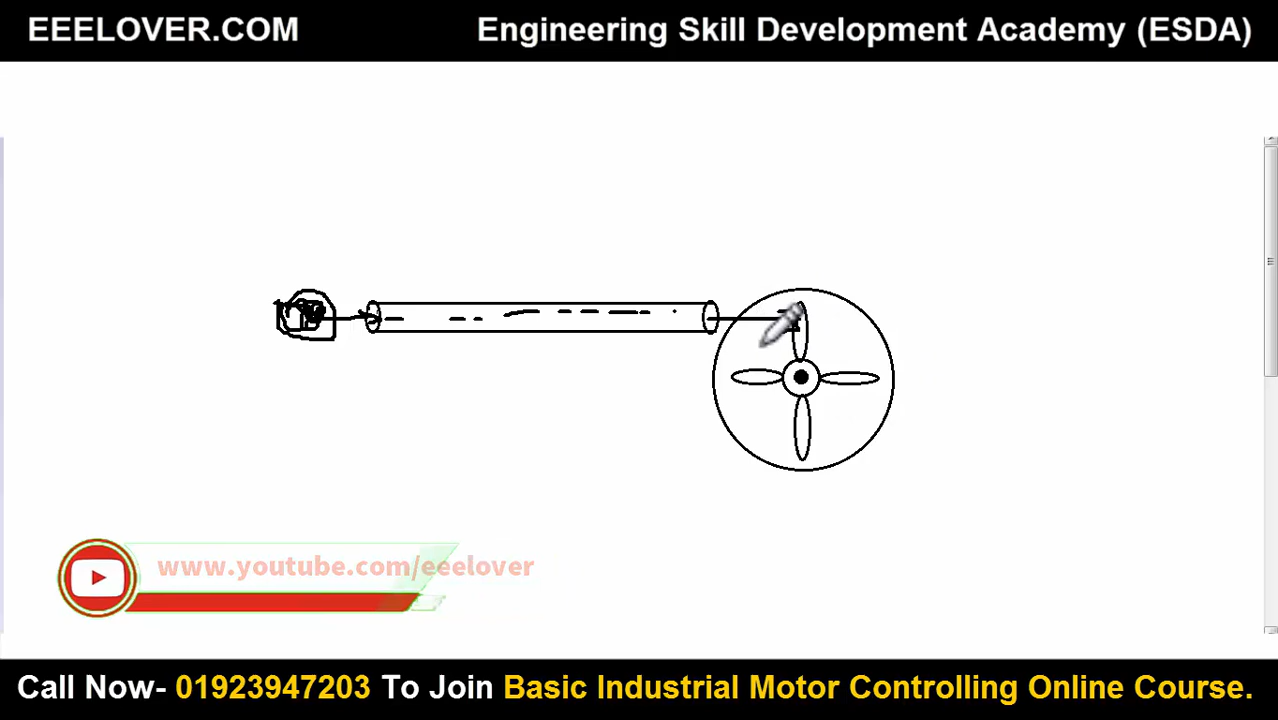 EEELOVER.COM
Engineering Skill Development Academy (ESDA)
www.youtube.com/eeelover
Call Now- 01923947203 To Join Basic Industrial Motor Controlling Online Course.